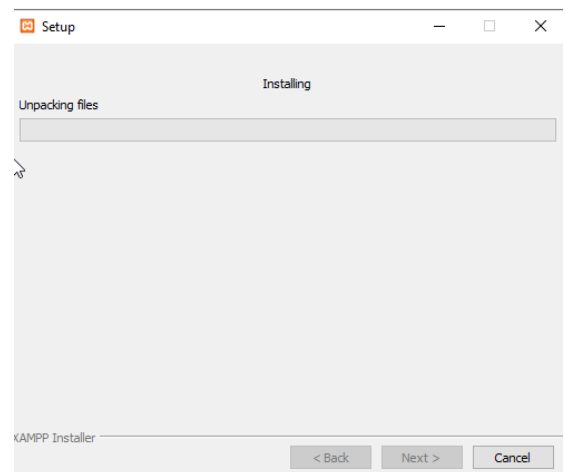 Setup
Installing
Unpacking files
XAMPP Installer
< Back Next > Cancel